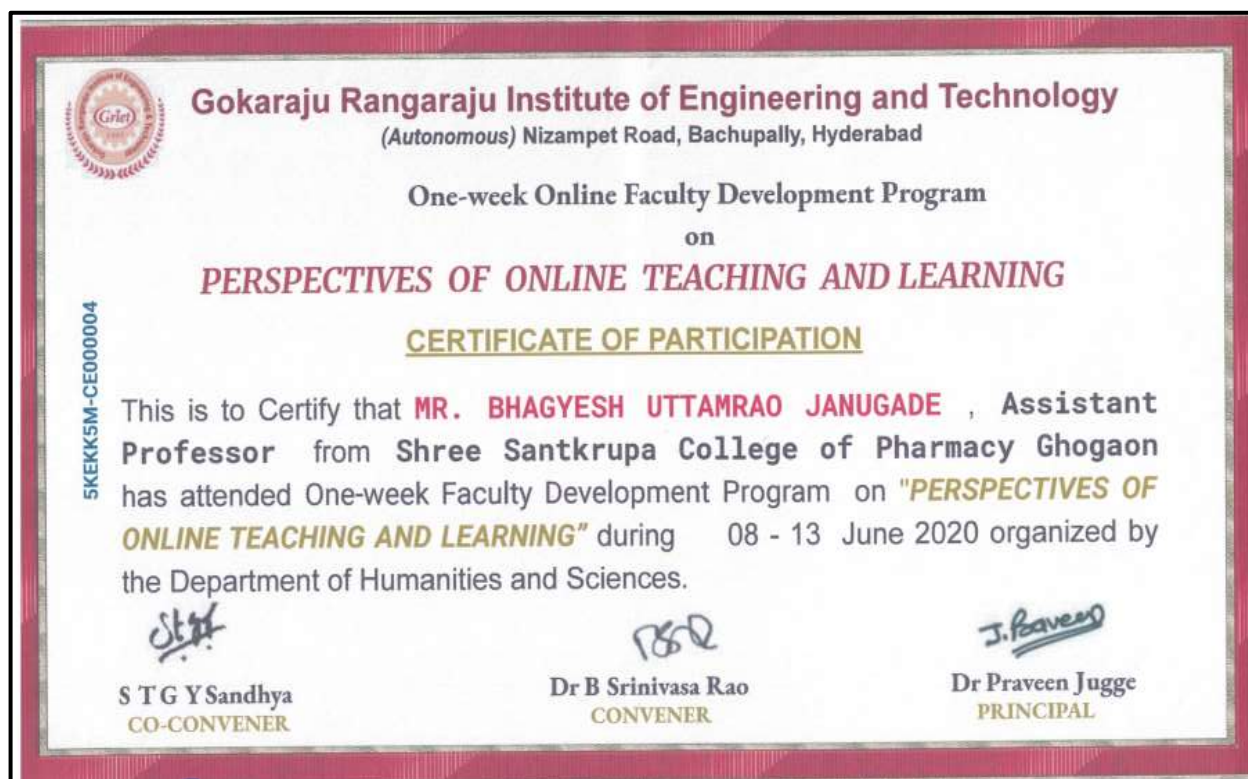 Gokaraju Rangaraju Institute of Engineering and Technology
Griet
(Autonomous) Nizampet Road, Bachupally, Hyderabad
One-week Online Faculty Development Program
on
PERSPECTIVES OF ONLINE TEACHING AND LEARNING
CERTIFICATE OF PARTICIPATION
5KEKK5M-CE000004
This is to Certify that MR. BHAGYESH UTTAMRAO JANUGADE , Assistant
Professor from Shree Santkrupa College of Pharmacy Ghogaon
has attended One-week Faculty Development Program on "PERSPECTIVES OF
ONLINE TEACHING AND LEARNING" during 08 - 13 June 2020 organized by
the Department of Humanities and Sciences.
J. Praveen
S T G Y Sandhya
CO-CONVENER
Dr B Srinivasa Rao
CONVENER
Dr Praveen Jugge
PRINCIPAL